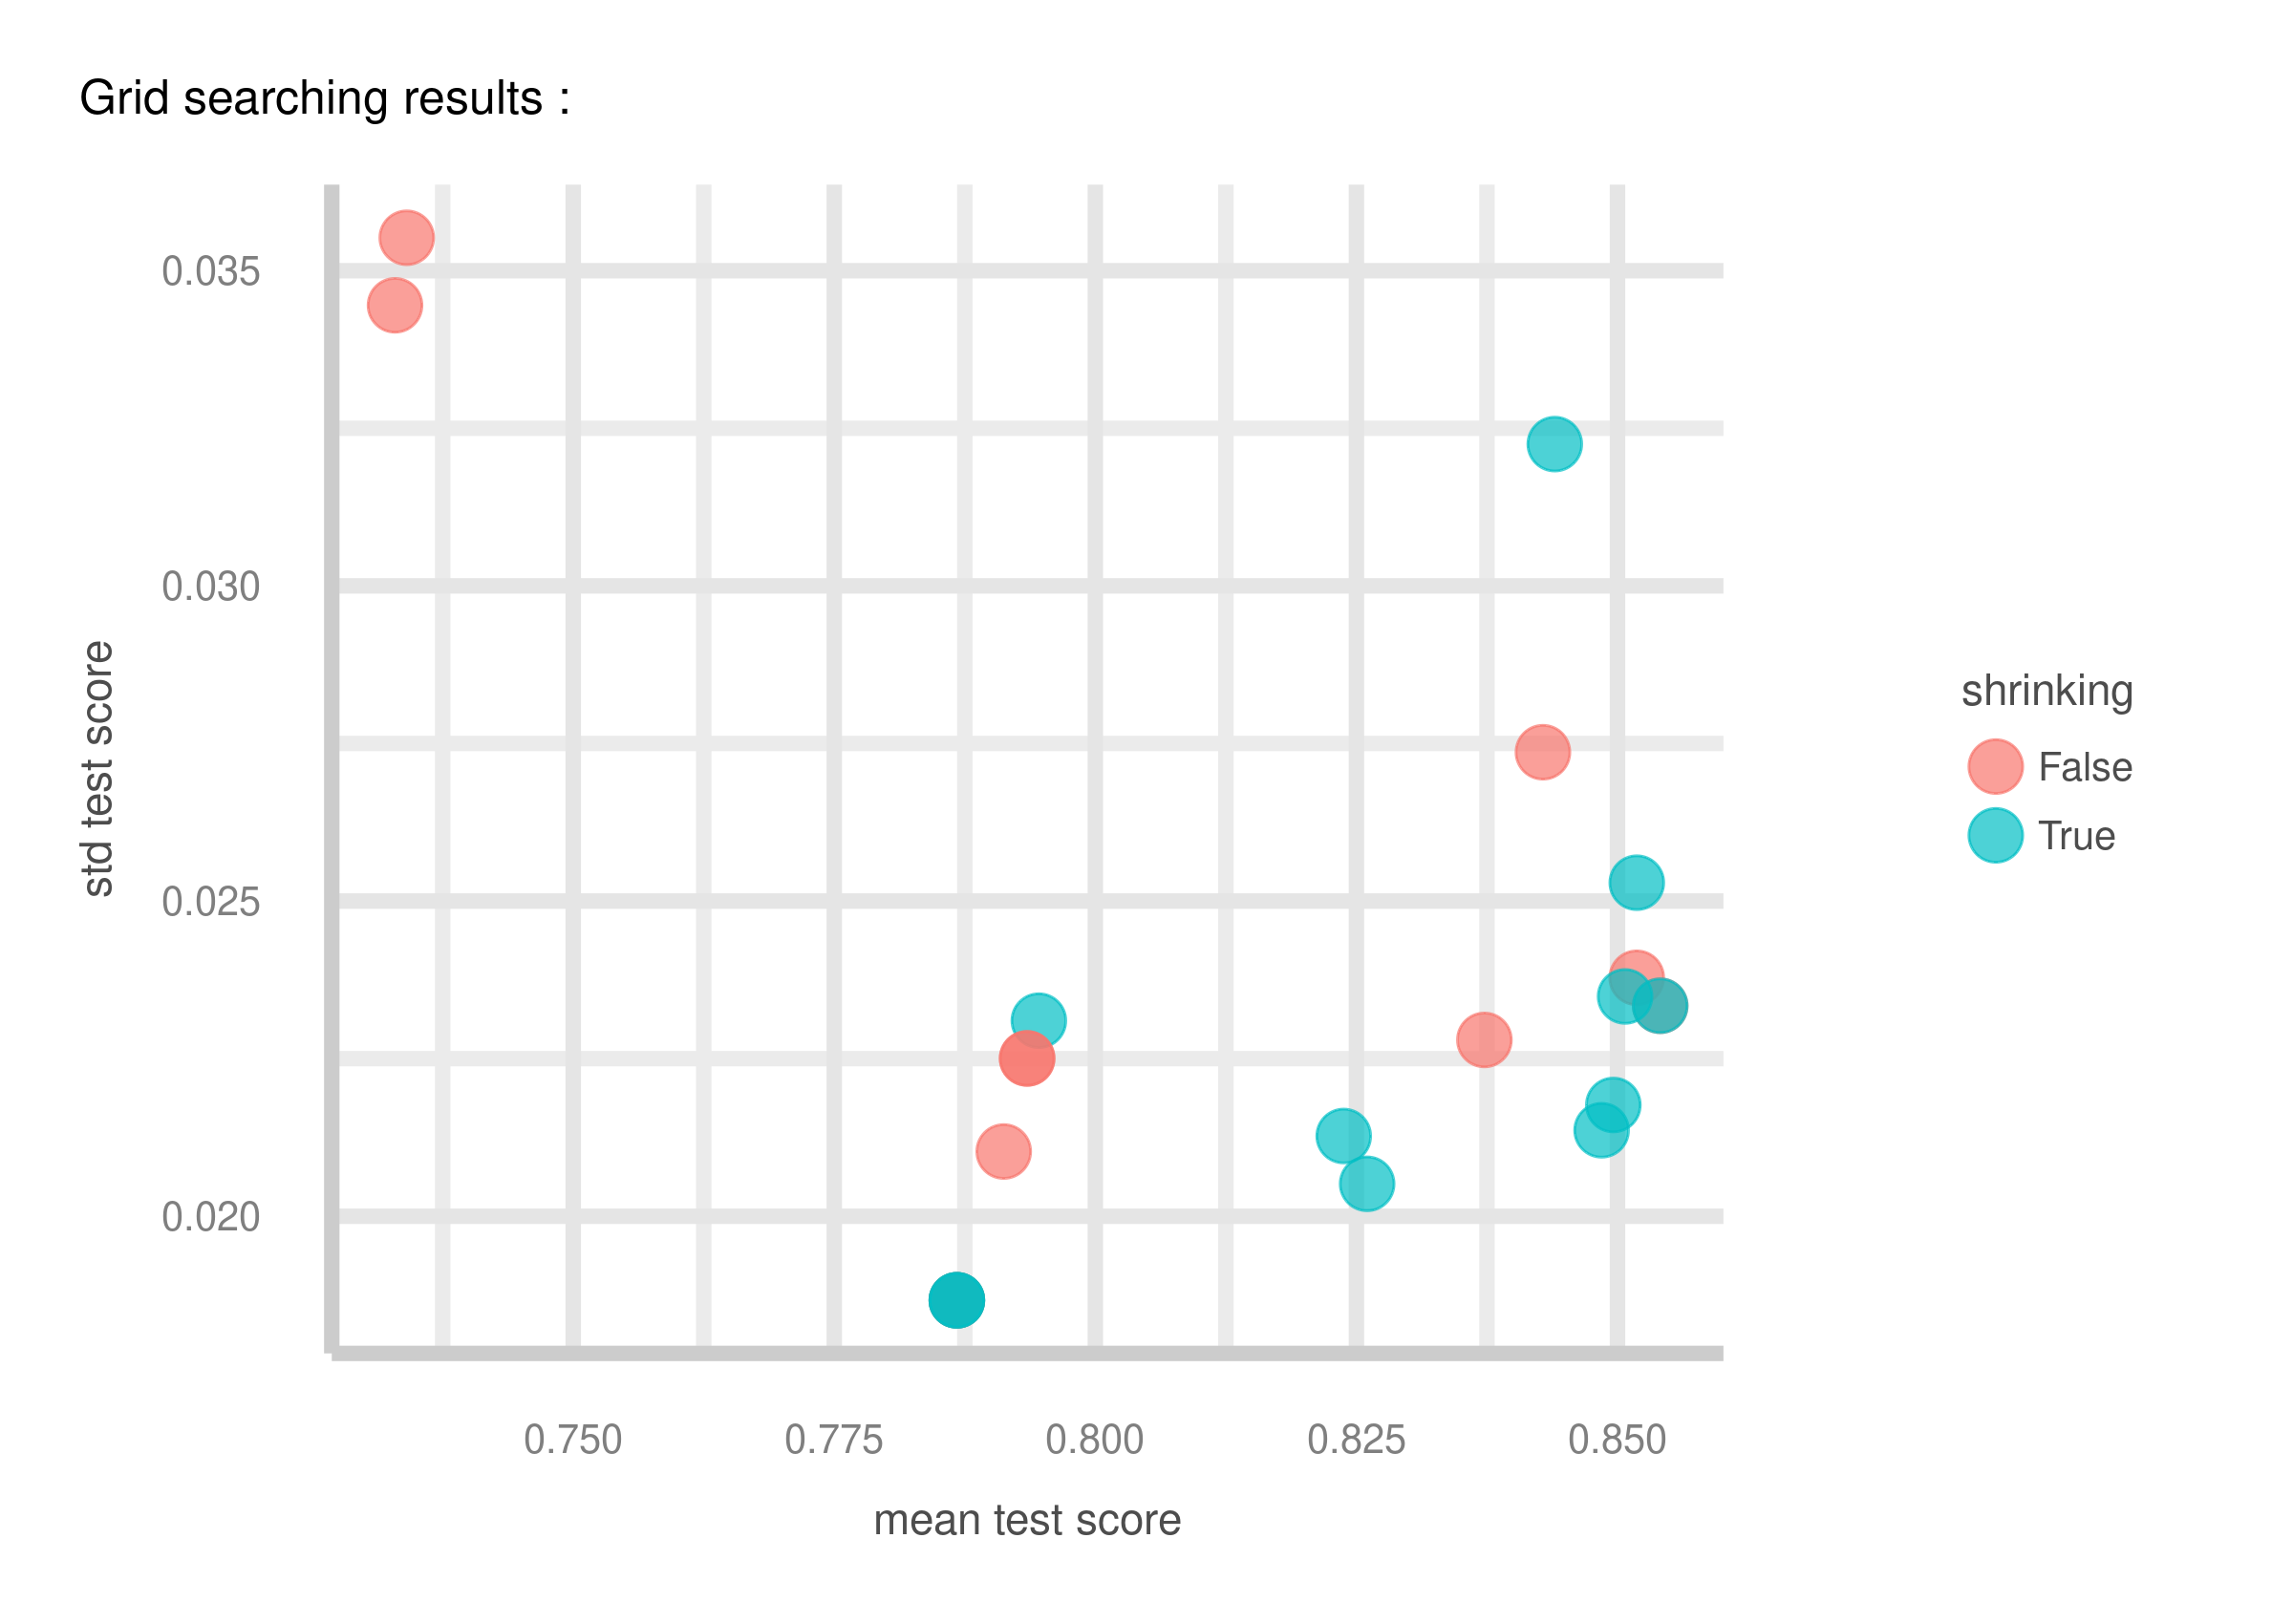 Grid searching results :
0.035
0.030
0.025
0.020
std test score
0.750 0.775 0.800 0.825 0.850
mean test score
shrinking
False
True